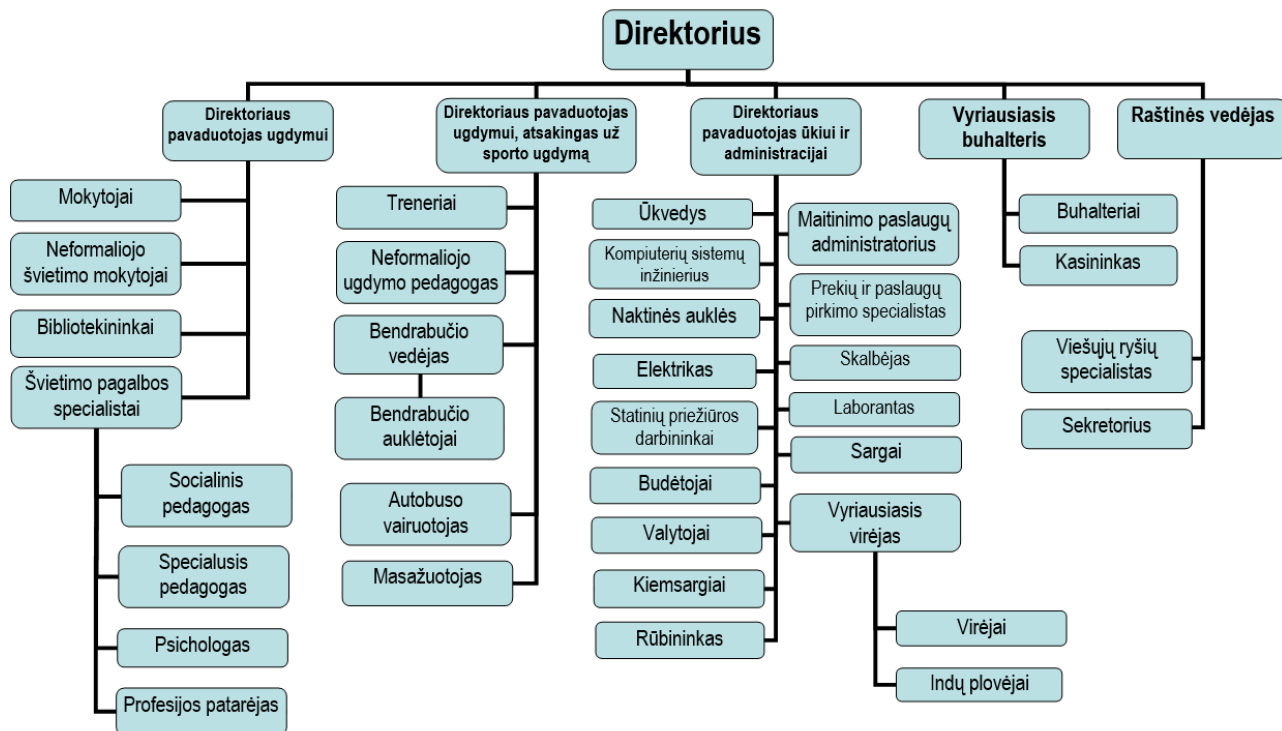 Direktorius
Direktoriaus
pavaduotojas ugdymui
Direktoriaus pavaduotojas
ugdymui, atsakingas už
sporto ugdymą
Direktoriaus
pavaduotojas ūkiui ir
administracijai
Vyriausiasis
buhalteris
Raštinės vedėjas
Mokytojai
Neformaliojo
švietimo mokytojai
Bibliotekininkai
Švietimo pagalbos
specialistai
Socialinis
pedagogas
Specialusis
pedagogas
Psichologas
Profesijos patarėjas
Treneriai
Neformaliojo
ugdymo pedagogas
Bendrabučio
vedėjas
Bendrabučio
auklėtojai
Autobuso
vairuotojas
Masažuotojas
Ūkvedys
Kompiuterių sistemų
inžinierius
Naktinės auklės
Elektrikas
Statinių priežiūros
darbininkai
Budėtojai
Valytojai
Kiemsargiai
Rūbininkas
Maitinimo paslaugų
administratorius
Prekių ir paslaugų
pirkimo specialistas
Skalbėjas
Laborantas
Sargai
Vyriausiasis
virėjas
Virėjai
Indų plovėjai
Buhalteriai
Kasininkas
Viešųjų ryšių
specialistas
Sekretorius